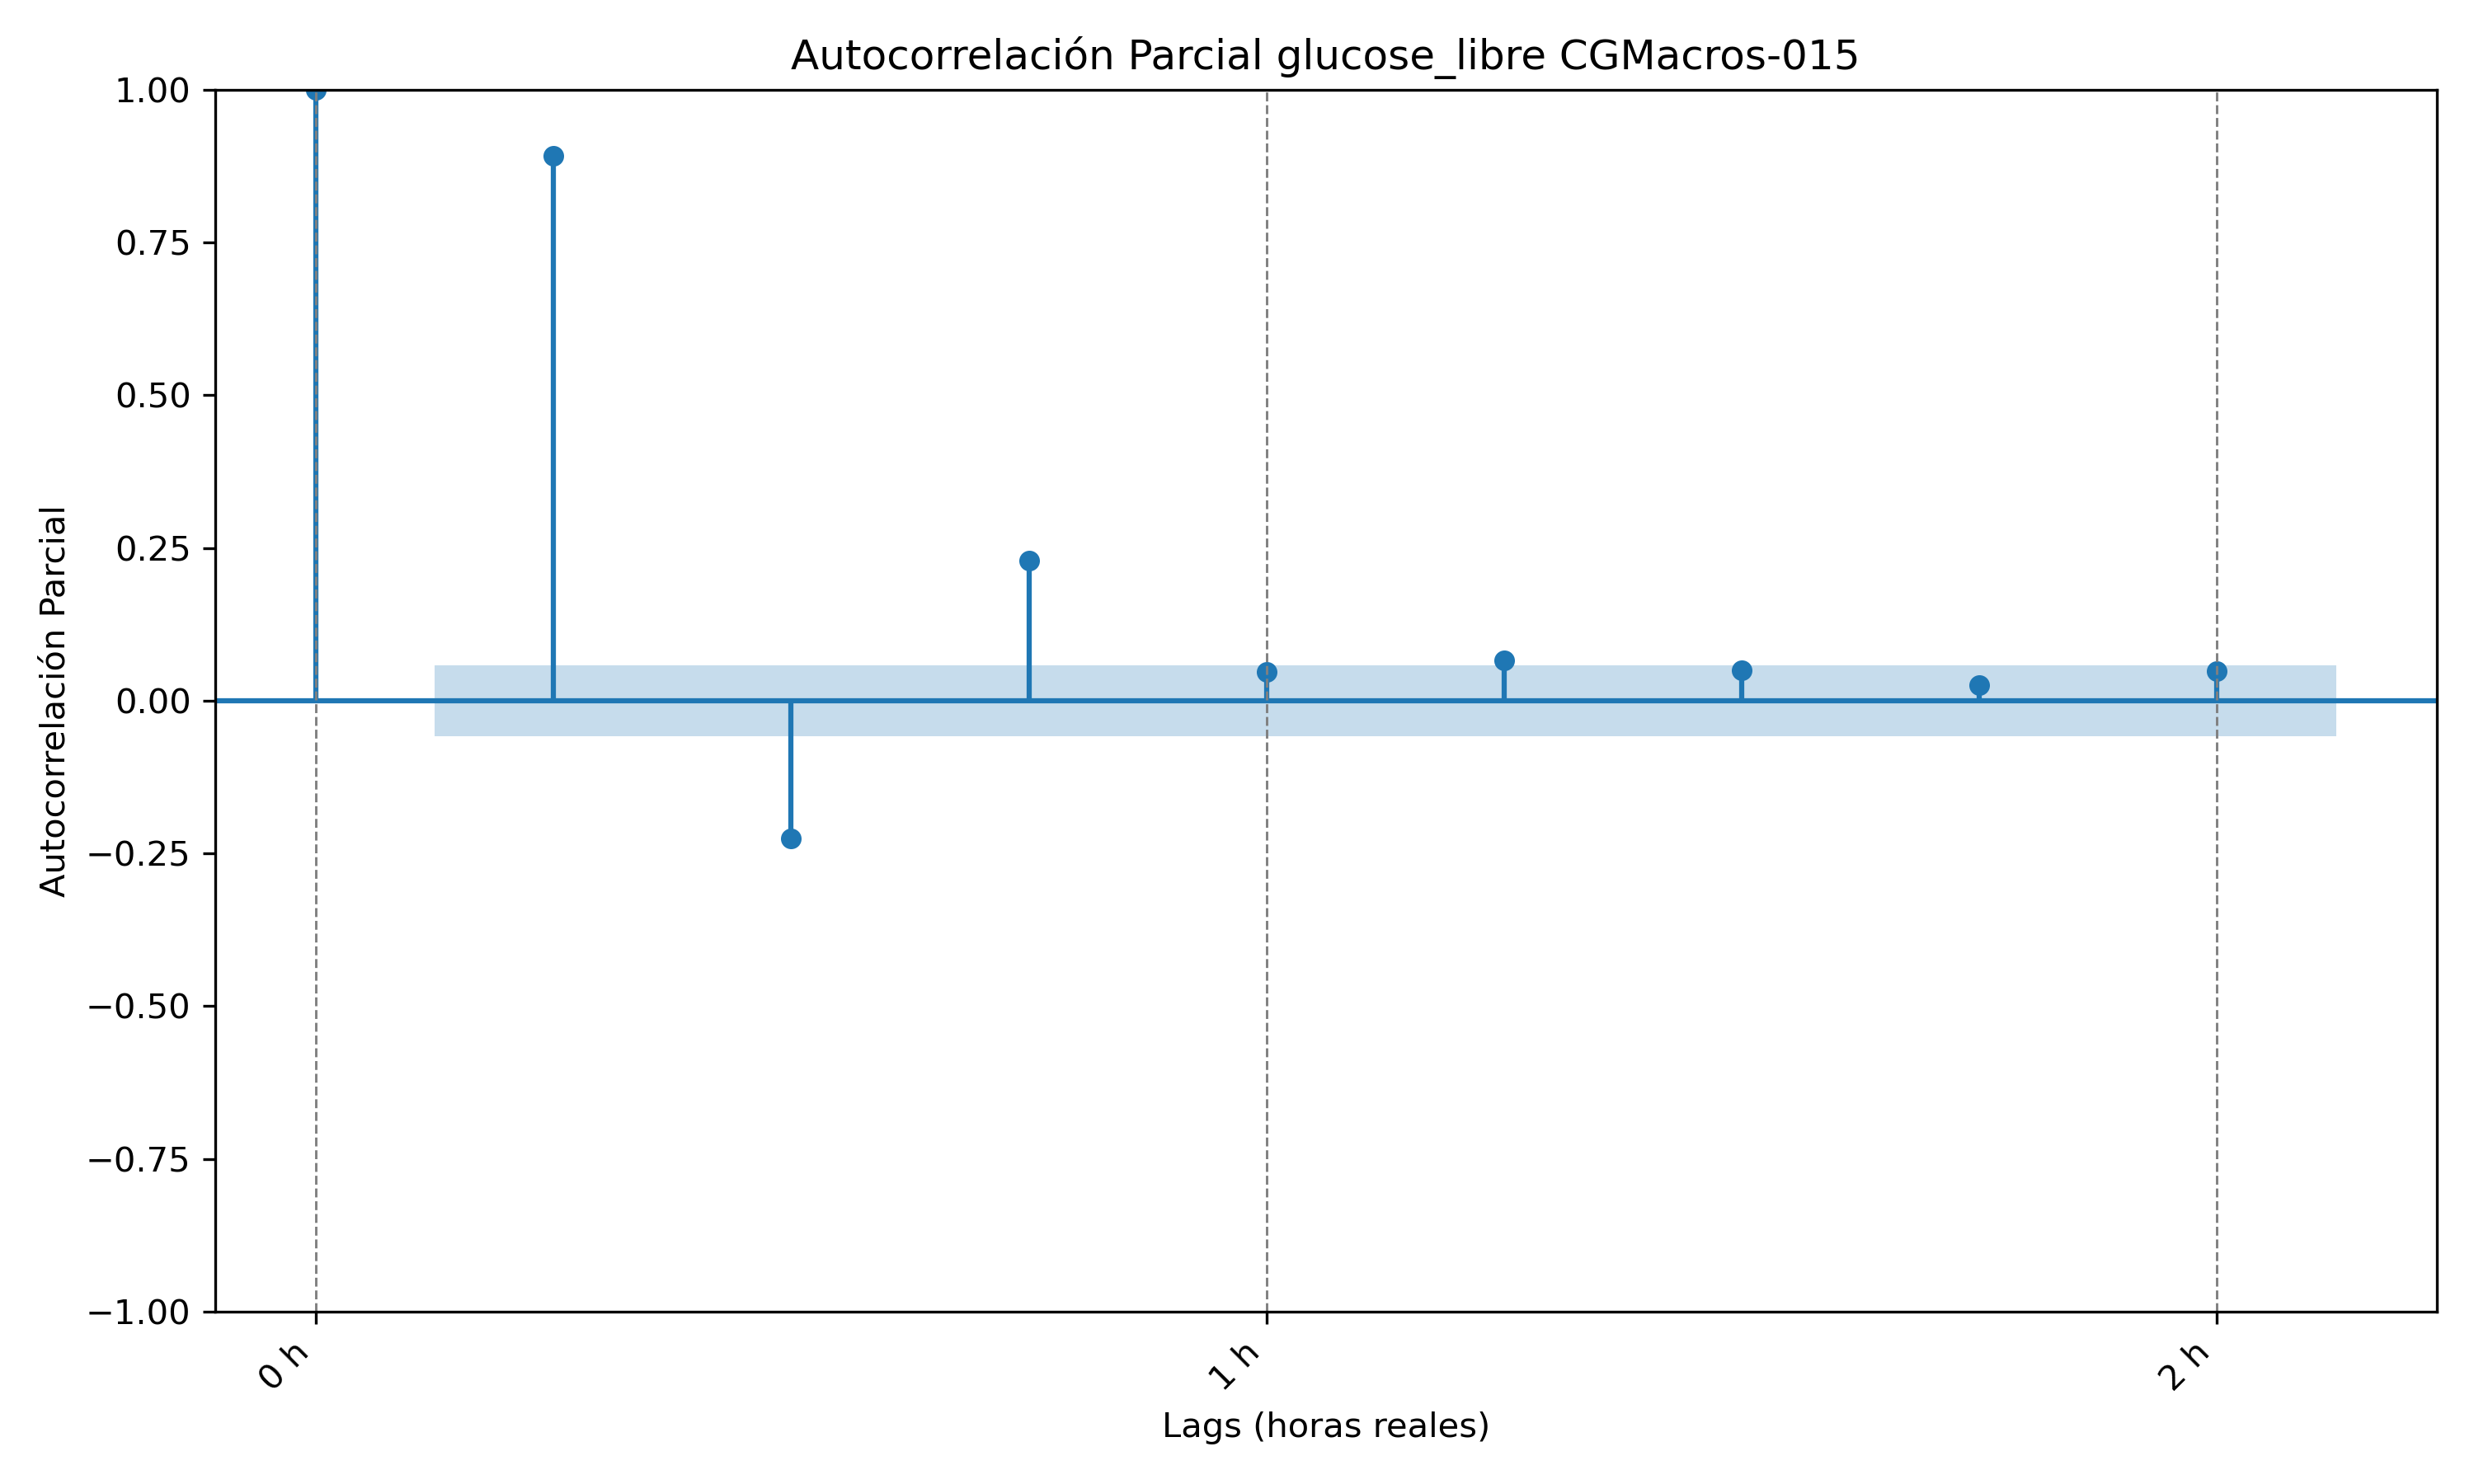 Autocorrelación Parcial glucose_libre CGMacros-015
1.00
0.75
0.50
0.25
0.00
−0.25
−0.50
−0.75
−1.00
Autocorrelación Parcial
0 h
1 h
2 h
Lags (horas reales)